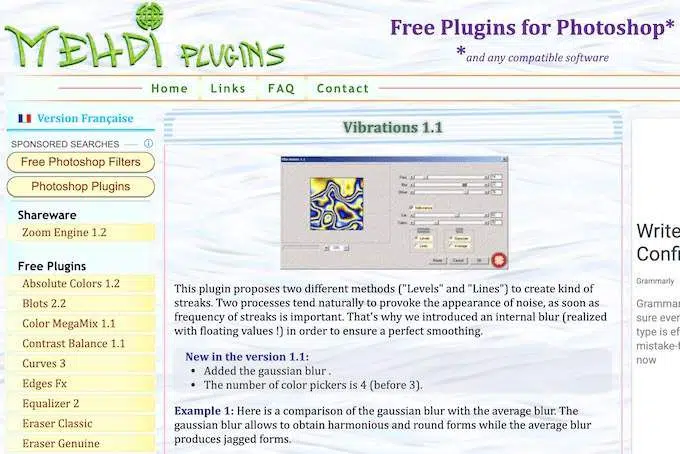 MEHDI PLUGINS
Free Plugins for Photoshop*
*and any compatible software
Home Links FAQ Contact
Version Française
SPONSORED SEARCHES
Free Photoshop Filters
Photoshop Plugins
Shareware
Zoom Engine 1.2
Free Plugins
Absolute Colors 1.2
Blots 2.2
Color MegaMix 1.1
Contrast Balance 1.1
Curves 3
Edges Fx
Equalizer 2
Eraser Classic
Eraser Genuine
Vibrations 1.1
Vibrations 1.1
This plugin proposes two different methods ("Levels" and "Lines") to create kind of
streaks. Two processes tend naturally to provoke the appearance of noise, as soon as
frequency of streaks is important. That's why we introduced an internal blur (realized
with floating values !) in order to ensure a perfect smoothing.
New in the version 1.1:
• Added the gaussian blur .
• The number of color pickers is 4 (before 3).
Example 1: Here is a comparison of the gaussian blur with the average blur. The
gaussian blur allows to obtain harmonious and round forms while the average blur
produces jagged forms.
Write
Confi
Grammarly
Grammar
sure ever
type is ef
mistake-f
now